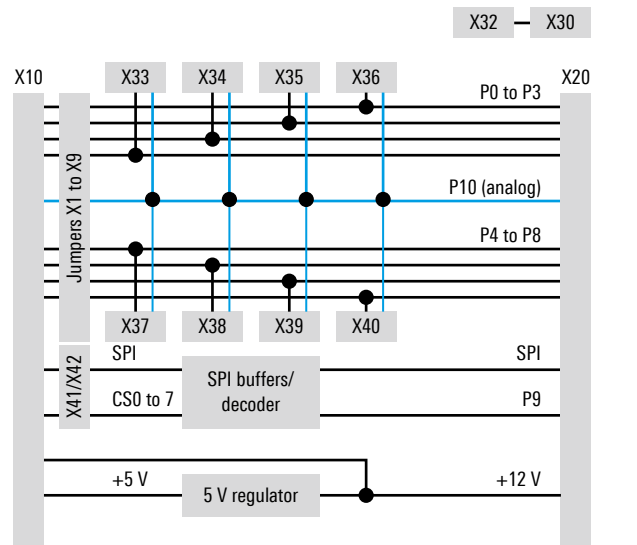 X32
X30
X10
X33
X34
X35
X36
X20
P0 to P3
Jumpers X1 to X9
P10 (analog)
P4 to P8
X37
X38
X39
X40
X41/X42
SPI
SPI buffers/
decoder
SPI
CS0 to 7
P9
+5 V
5 V regulator
+12 V